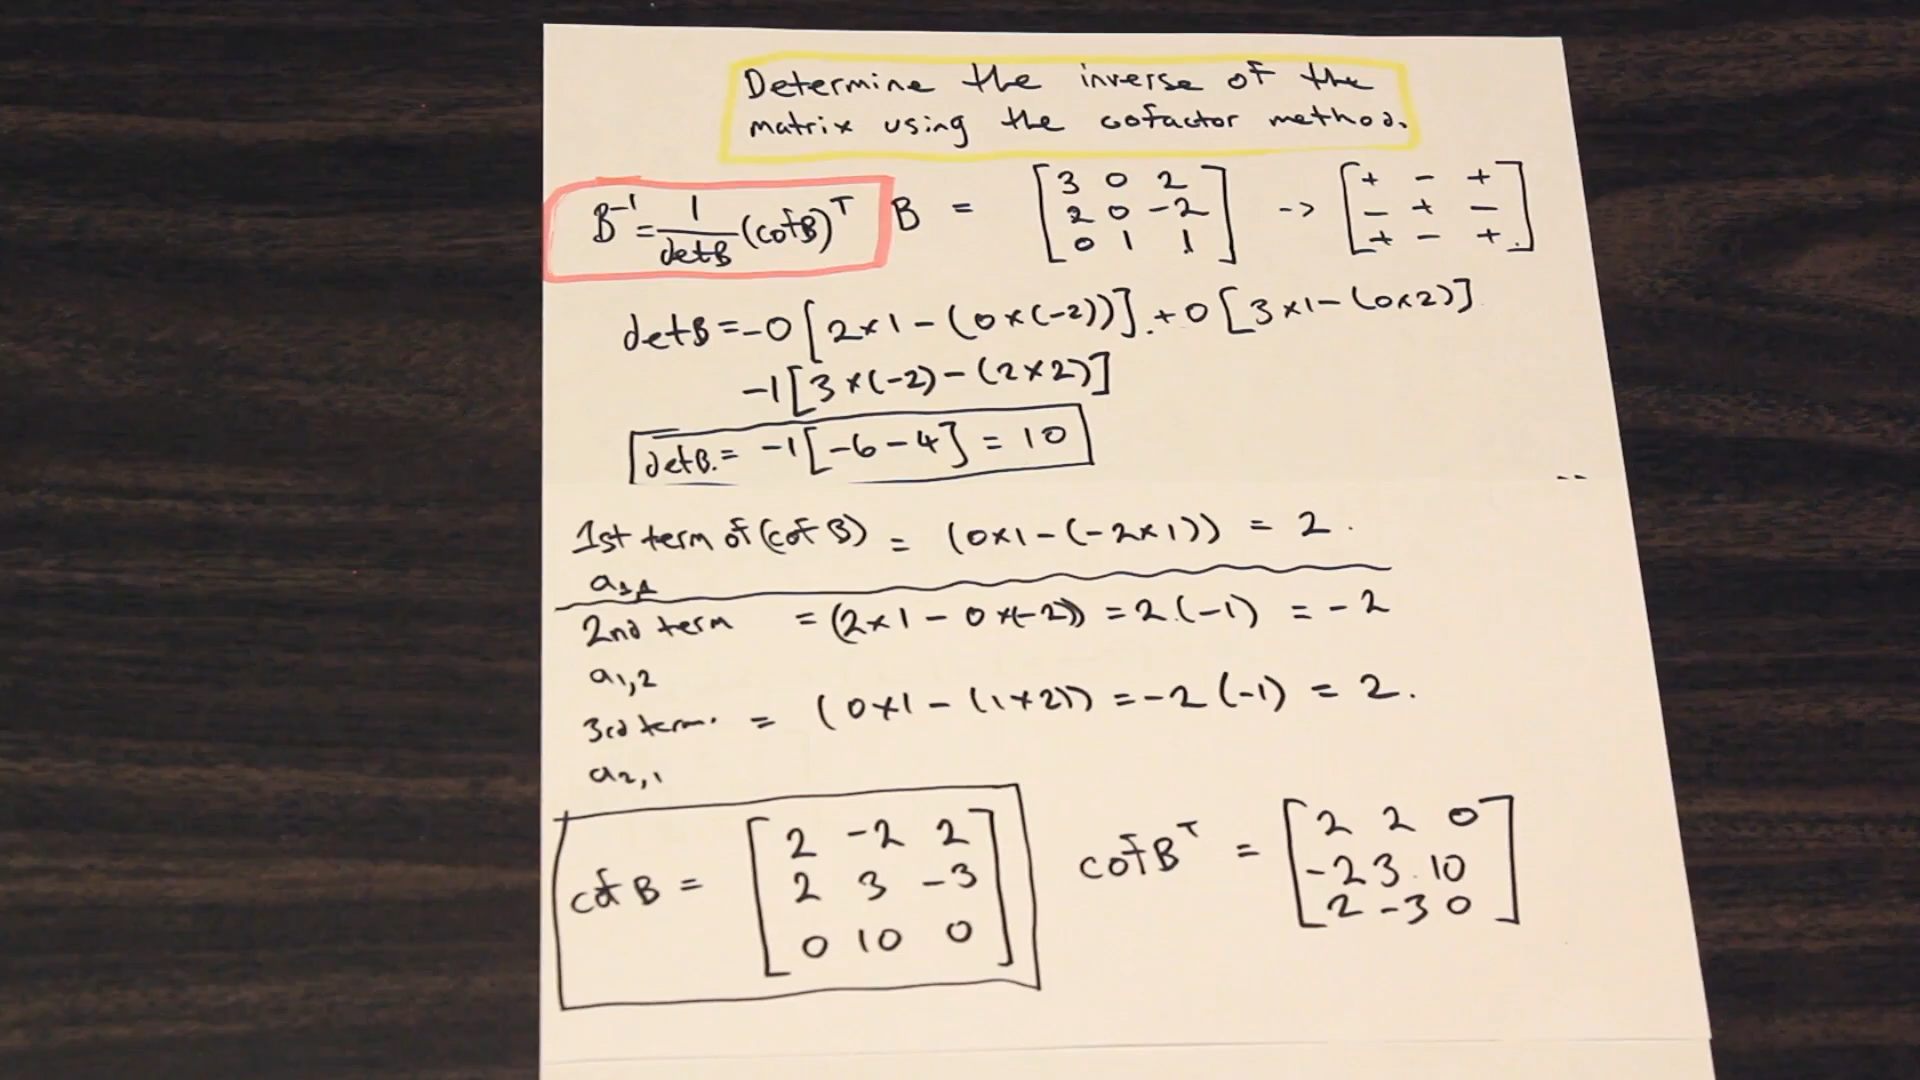 Determine the inverse of the
matrix using the cofactor method.
B⁻¹ = 1/detB (cofB)ᵀ
B = [3 0 2; 2 0 -2; 0 1 1] -> [+ - +; - + -; + - +]
detB = -0[2×1-(0×(-2))] + 0[3×1-(0×2)]
-1[3×(-2)-(2×2)]
detB. = -1[-6-4] = 10
1st term of (cof B) = (0×1-(-2×1)) = 2.
2nd term = (2×1-0×(-2)) = 2.(-1) = -2
a1,2
3rd term. = (0×1-(1×2)) = -2(-1) = 2.
a2,1
cof B = [2 -2 2; 2 3 -3; 0 10 0]
cofBᵀ = [2 2 0; -2 3 10; 2 -3 0]